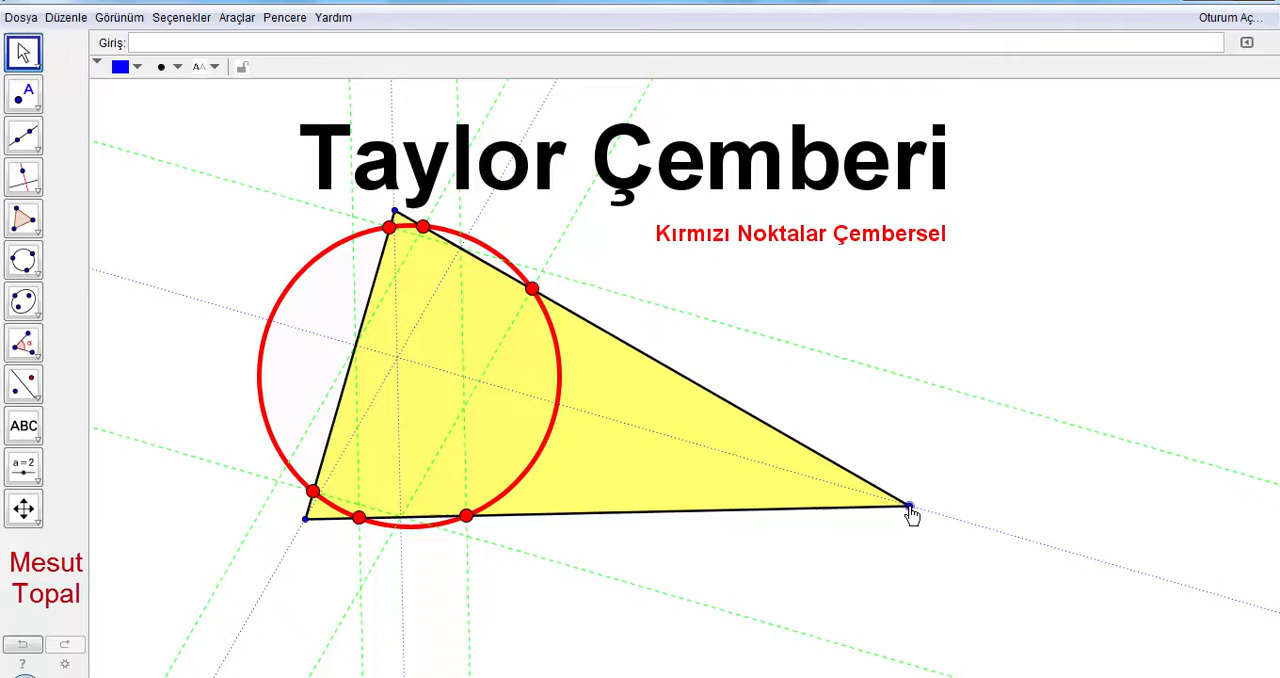 Dosya Düzenle Görünüm Seçenekler Araçlar Pencere Yardım Oturum Aç...
Giriş:
AA
Taylor Çemberi
A
Kırmızı Noktalar Çembersel
α
ABC
a=2
Mesut
Topal
?